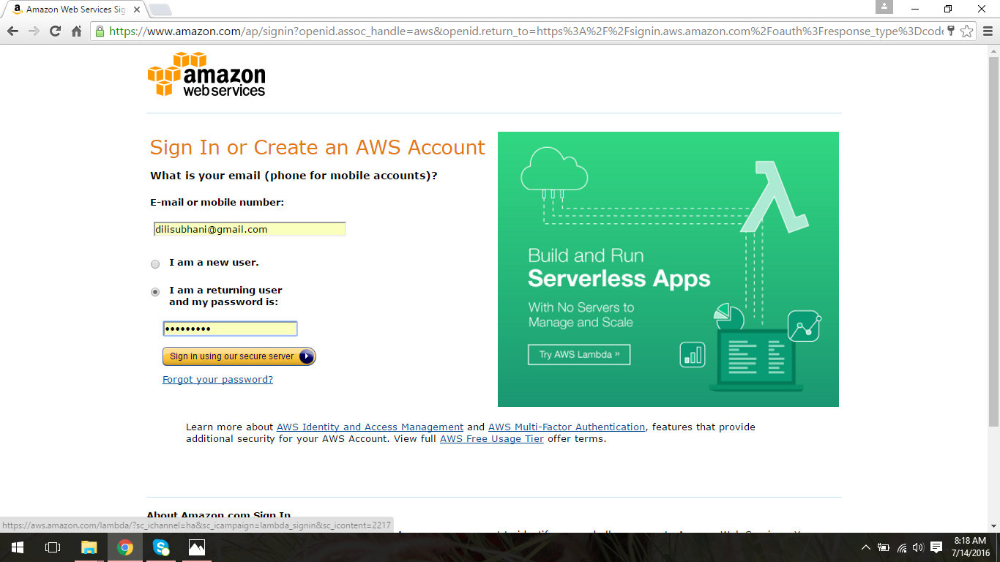 Amazon Web Services Sig
https://www.amazon.com/ap/signin?openid.assoc_handle=aws&openid.return_to=https%3A%2F%2Fsignin.aws.amazon.com%2Foauth%3Fresponse_type%3Dcode
amazon
web services
Sign In or Create an AWS Account
What is your email (phone for mobile accounts)?
E-mail or mobile number:
dilisubhani@gmail.com
I am a new user.
I am a returning user
and my password is:
•••••••••
Sign in using our secure server
Forgot your password?
Build and Run
Serverless Apps
With No Servers to
Manage and Scale
Try AWS Lambda »
Learn more about AWS Identity and Access Management and AWS Multi-Factor Authentication, features that provide
additional security for your AWS Account. View full AWS Free Usage Tier offer terms.
About Amazon.com Sign In
https://aws.amazon.com/lambda/?sc_ichannel=ha&sc_icampaign=lambda_signin&sc_icontent=2217
8:18 AM
7/14/2016